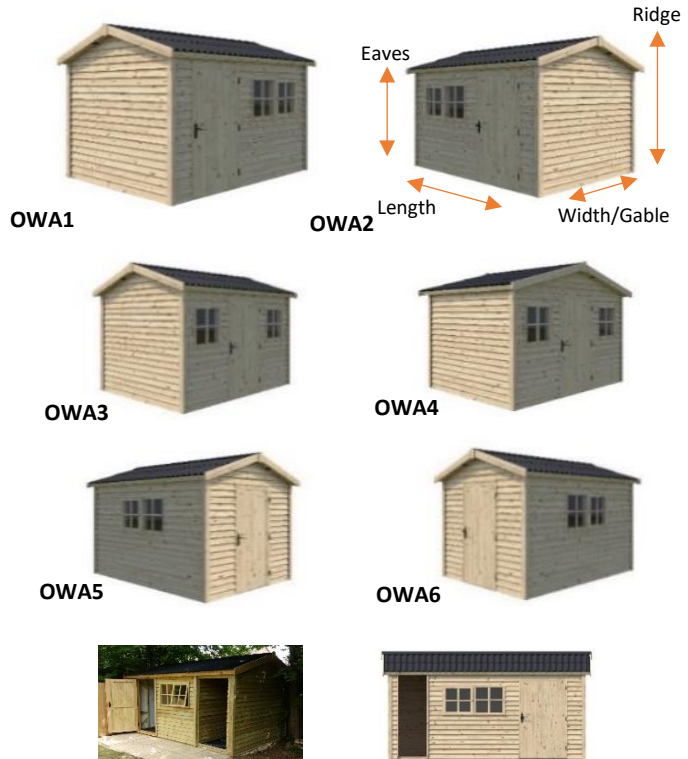 Ridge
Eaves
Length
Width/Gable
OWA1
OWA2
OWA3
OWA4
OWA5
OWA6